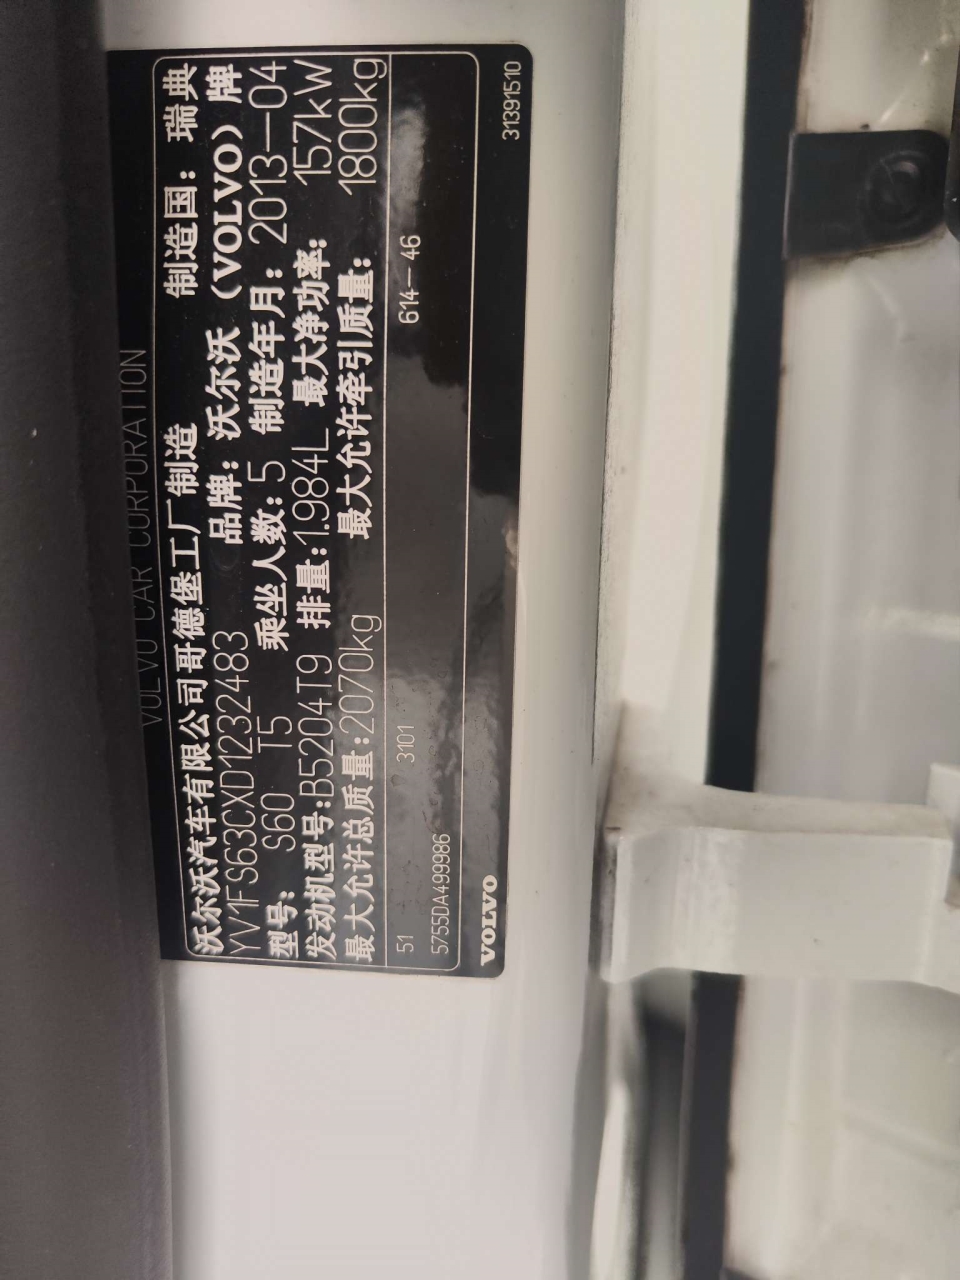 VOLVO CAR CORPORATION
沃尔沃汽车有限公司哥德堡工厂制造 制造国：瑞典
YV1FS63CXD1232483 品牌：沃尔沃（VOLVO）牌
型号：S60 T5 乘坐人数：5 制造年月：2013-04
发动机型号：B5204T9 排量：1.984L 最大净功率：157kW
最大允许总质量：2070kg 最大允许牵引质量：1800kg
51 3101 614-46
5755DA499986
VOLVO 31391510